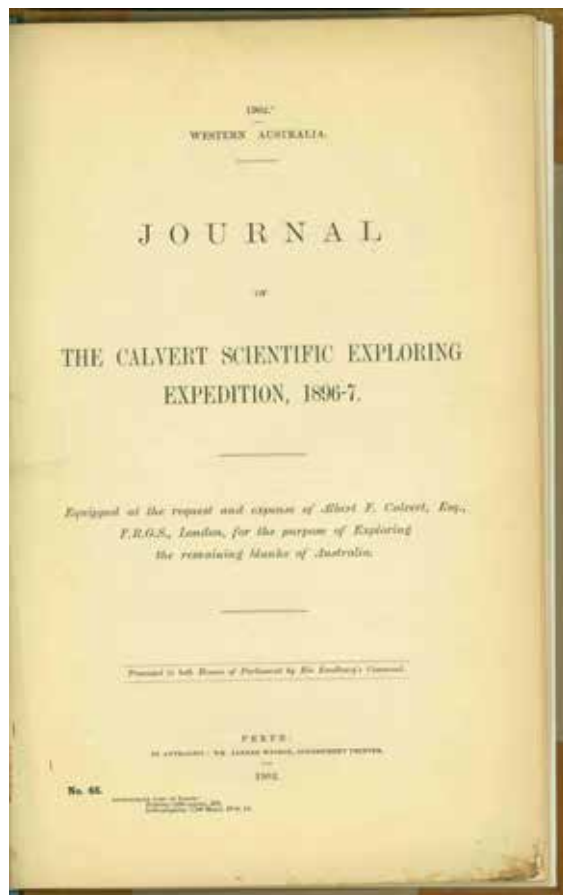 1902.
WESTERN AUSTRALIA.
JOURNAL
OF
THE CALVERT SCIENTIFIC EXPLORING
EXPEDITION, 1896-7.
Equipped at the request and expense of Albert F. Calvert, Esq.,
F.R.G.S., London, for the purpose of Exploring
the remaining blanks of Australia.
Presented to both Houses of Parliament by His Excellency's Command.
PERTH:
BY AUTHORITY: WM. ALFRED WATSON, GOVERNMENT PRINTER.
1902.
No. 46.